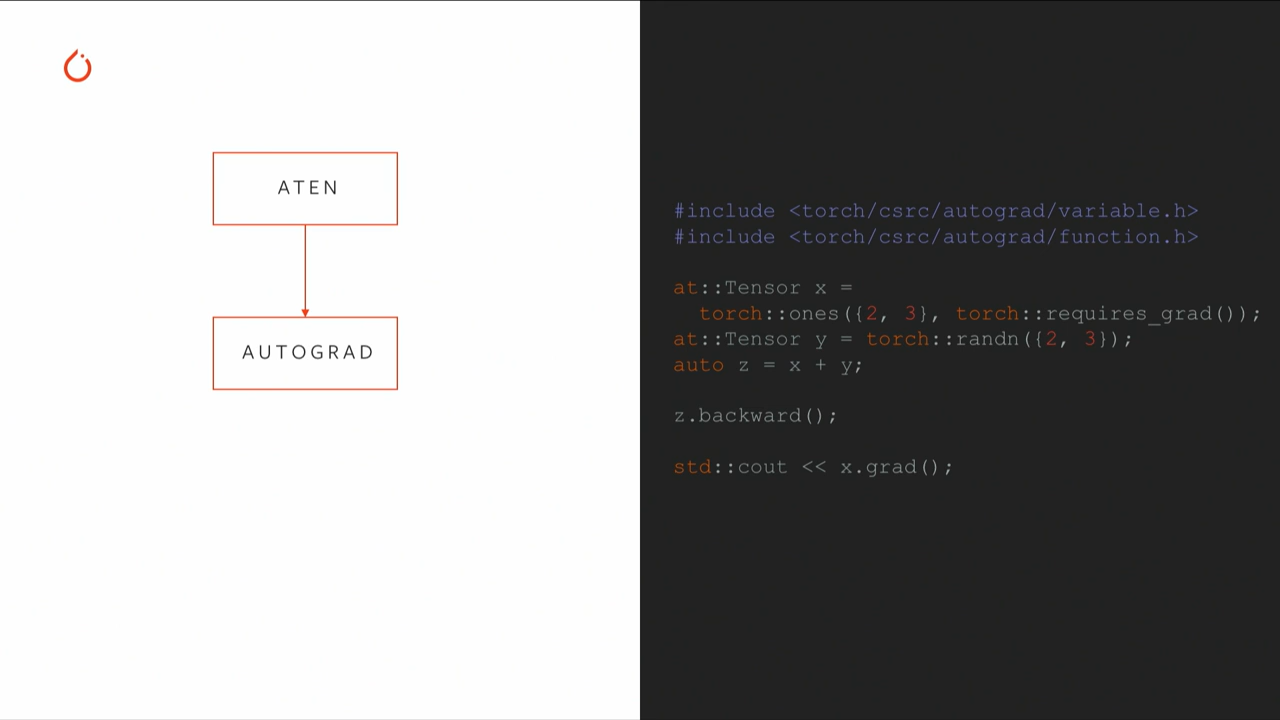 ATEN
AUTOGRAD
#include <torch/csrc/autograd/variable.h>
#include <torch/csrc/autograd/function.h>
at::Tensor x =
torch::ones({2, 3}, torch::requires_grad());
at::Tensor y = torch::randn({2, 3});
auto z = x + y;
z.backward();
std::cout << x.grad();